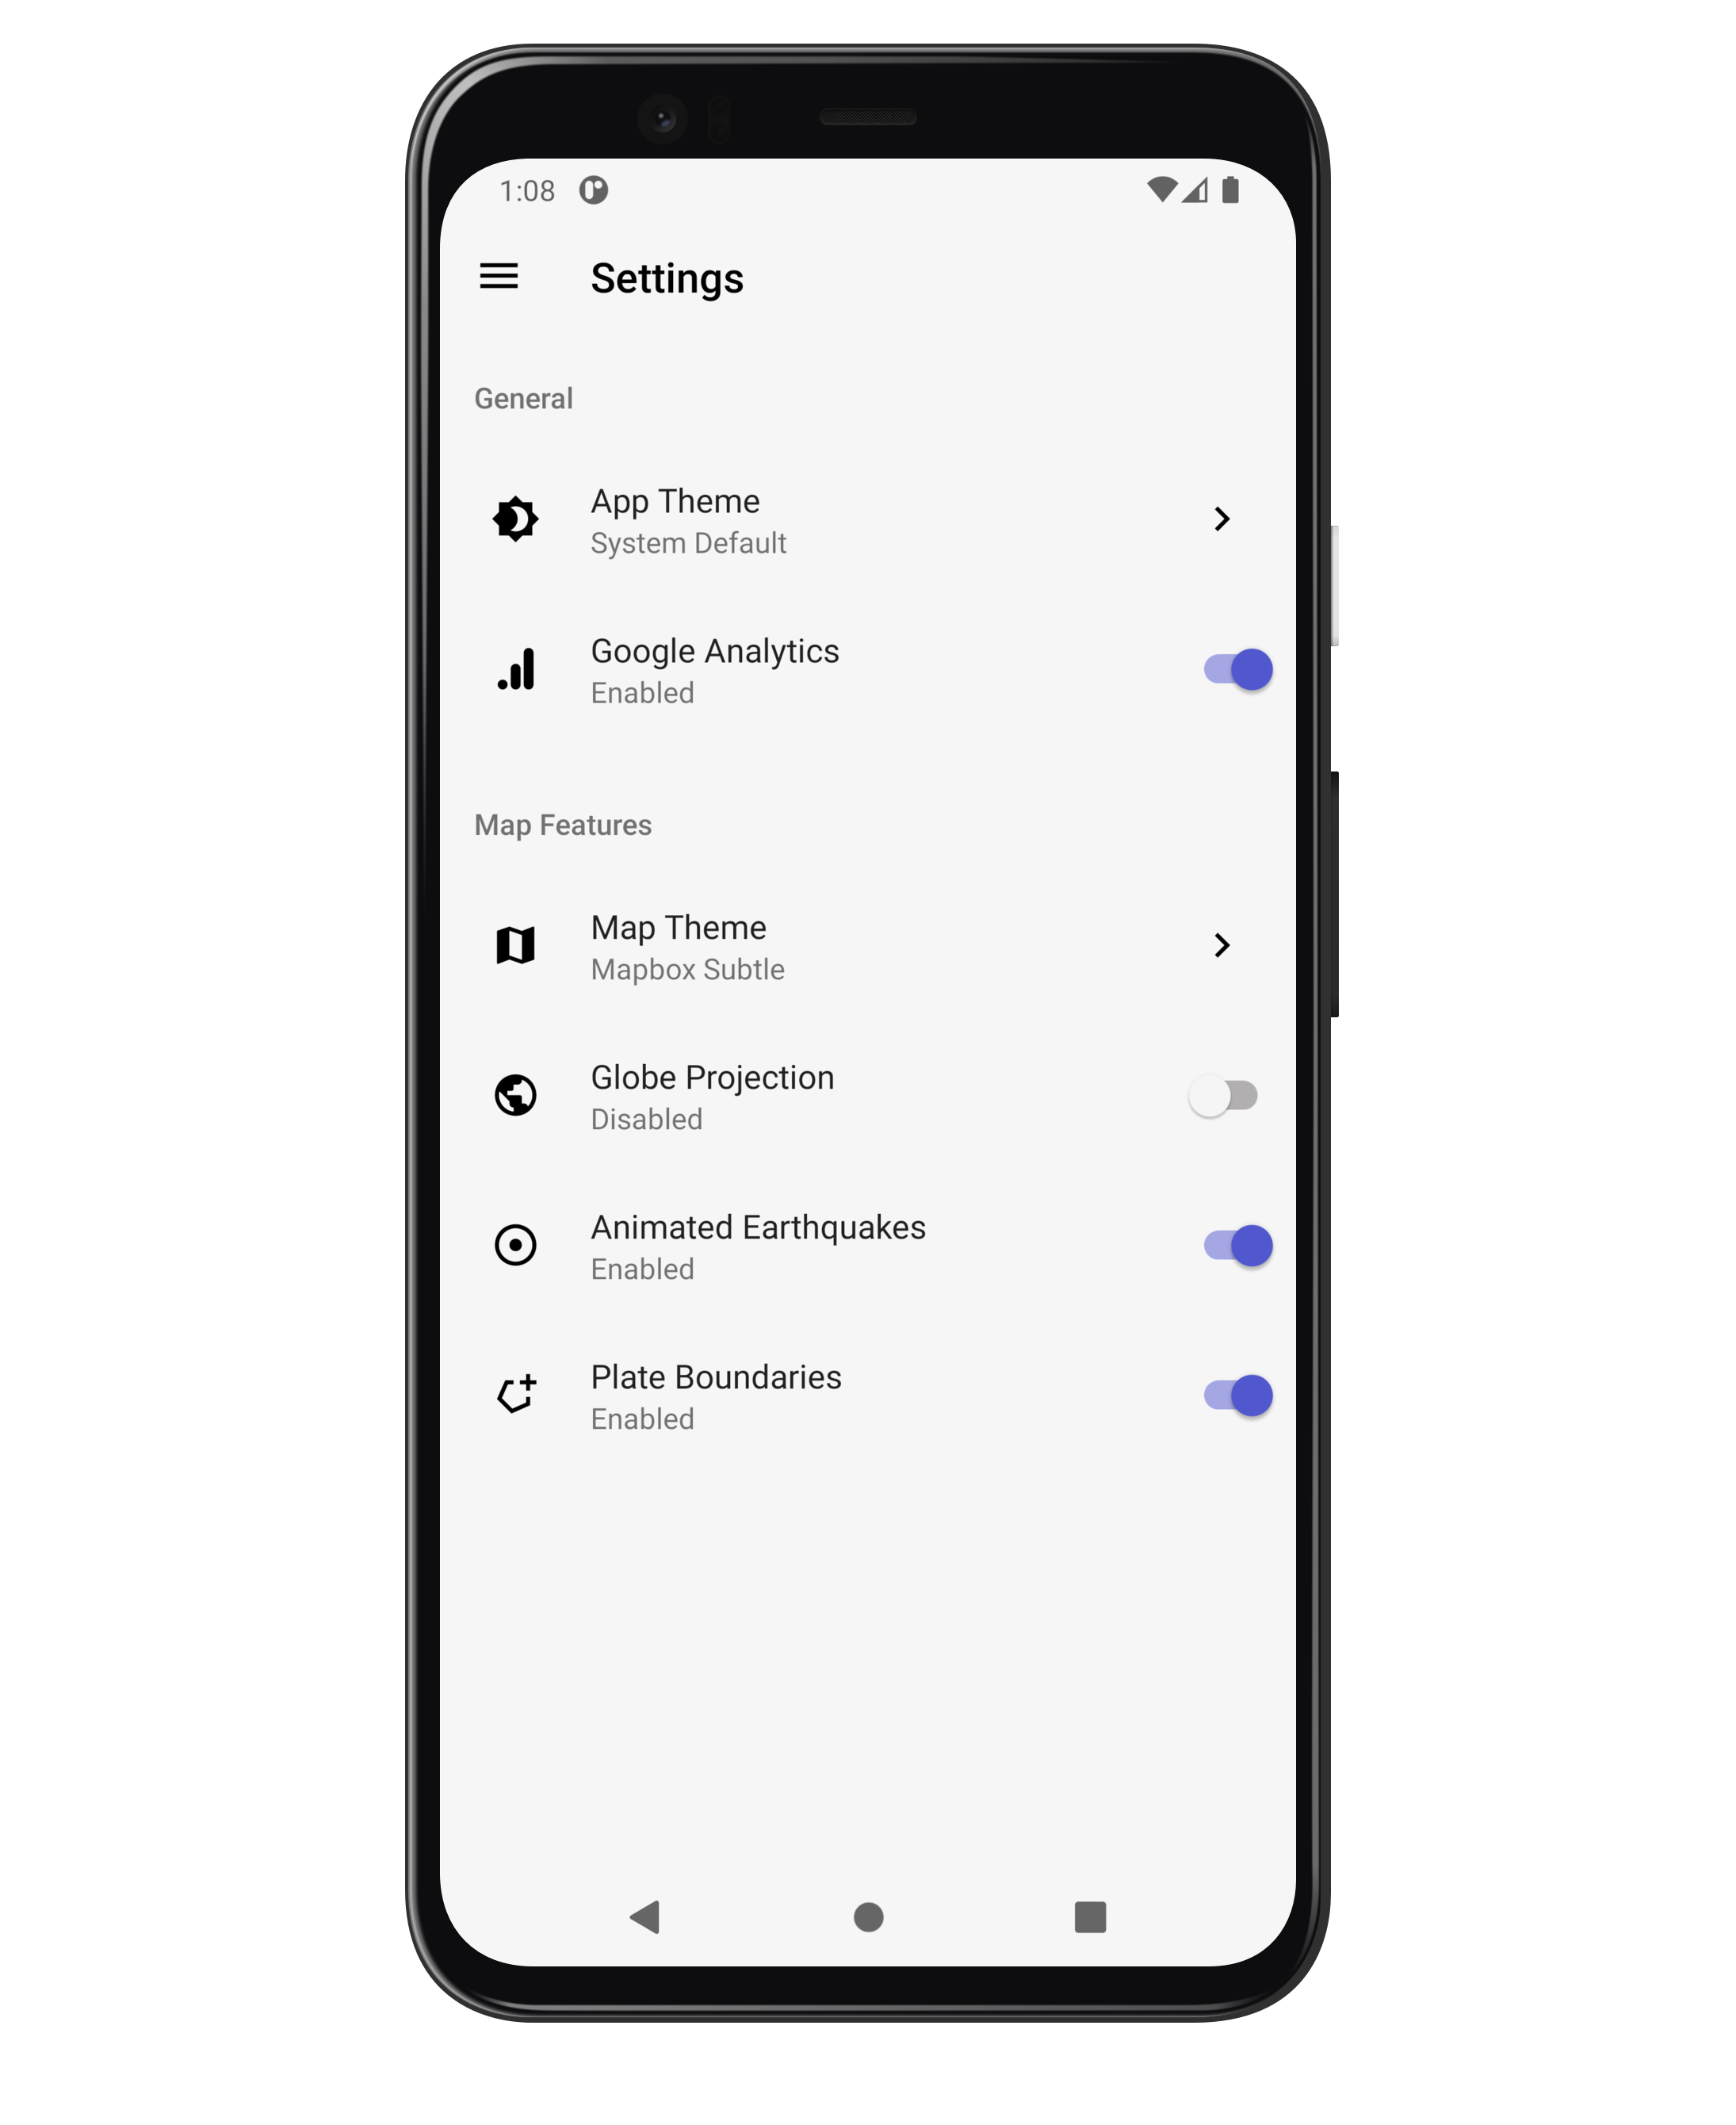 1:08
Settings
General
App Theme
System Default
Google Analytics
Enabled
Map Features
Map Theme
Mapbox Subtle
Globe Projection
Disabled
Animated Earthquakes
Enabled
Plate Boundaries
Enabled